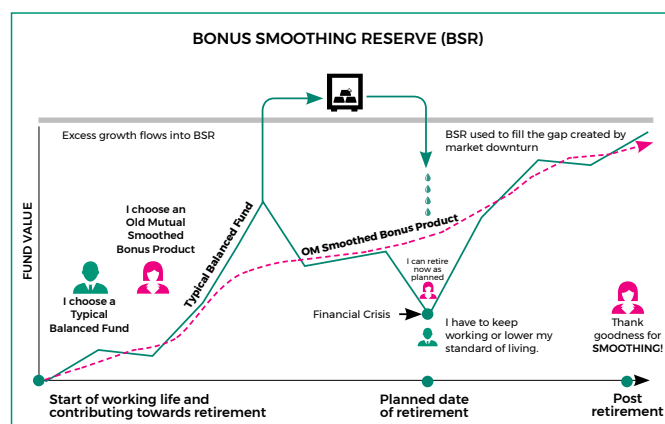 BONUS SMOOTHING RESERVE (BSR)
Excess growth flows into BSR
BSR used to fill the gap created by
market downturn
FUND VALUE
I choose an
Old Mutual
Smoothed
Bonus Product
I choose a
Typical
Balanced Fund
Typical Balanced Fund
OM Smoothed Bonus Product
I can retire
now as
planned
Financial Crisis
I have to keep
working or lower my
standard of living.
Thank
goodness for
SMOOTHING!
Start of working life and
contributing towards retirement
Planned date
of retirement
Post
retirement